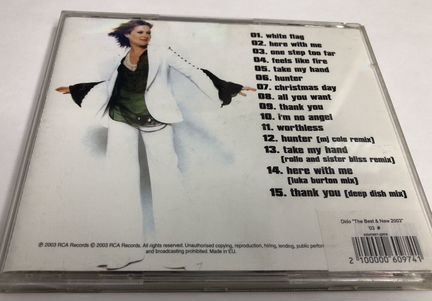 01. white flag
02. here with me
03. one step too far
04. feels like fire
05. take my hand
06. hunter
07. christmas day
08. all you want
09. thank you
10. i'm no angel
11. worthless
12. hunter [mj cole remix]
13. take my hand
[rollo and sister bliss remix]
14. here with me
[luka burton mix]
15. thank you [deep dish mix]
Dido "The Best & New 2003"
'03 #
2 100000 609741
℗ 2003 RCA Records © 2003 RCA Records. All rights reserved. Unauthorised copying, reproduction, hiring, lending, public perfor
and broadcasting prohibited. Made in EU.